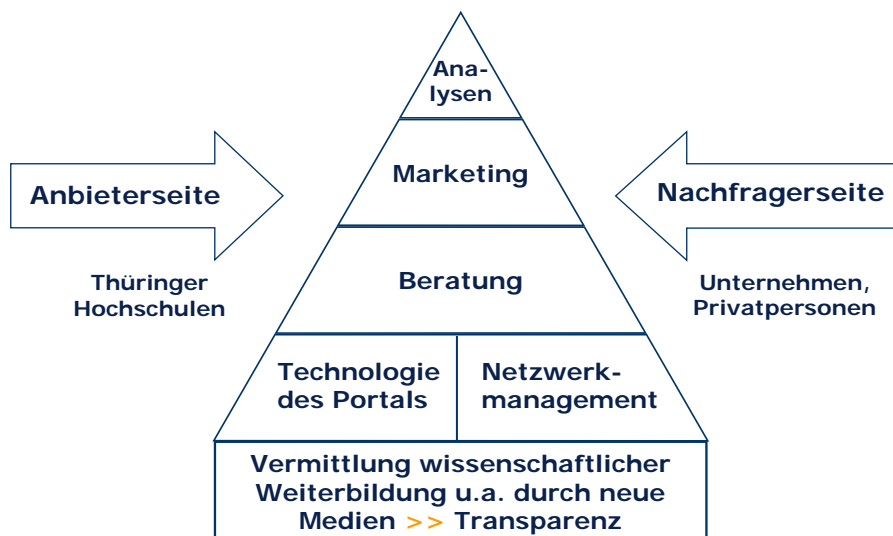 Ana-
lysen
Marketing
Anbieterseite
Nachfragerseite
Thüringer
Hochschulen
Beratung
Unternehmen,
Privatpersonen
Technologie
des Portals
Netzwerk-
management
Vermittlung wissenschaftlicher
Weiterbildung u.a. durch neue
Medien >> Transparenz